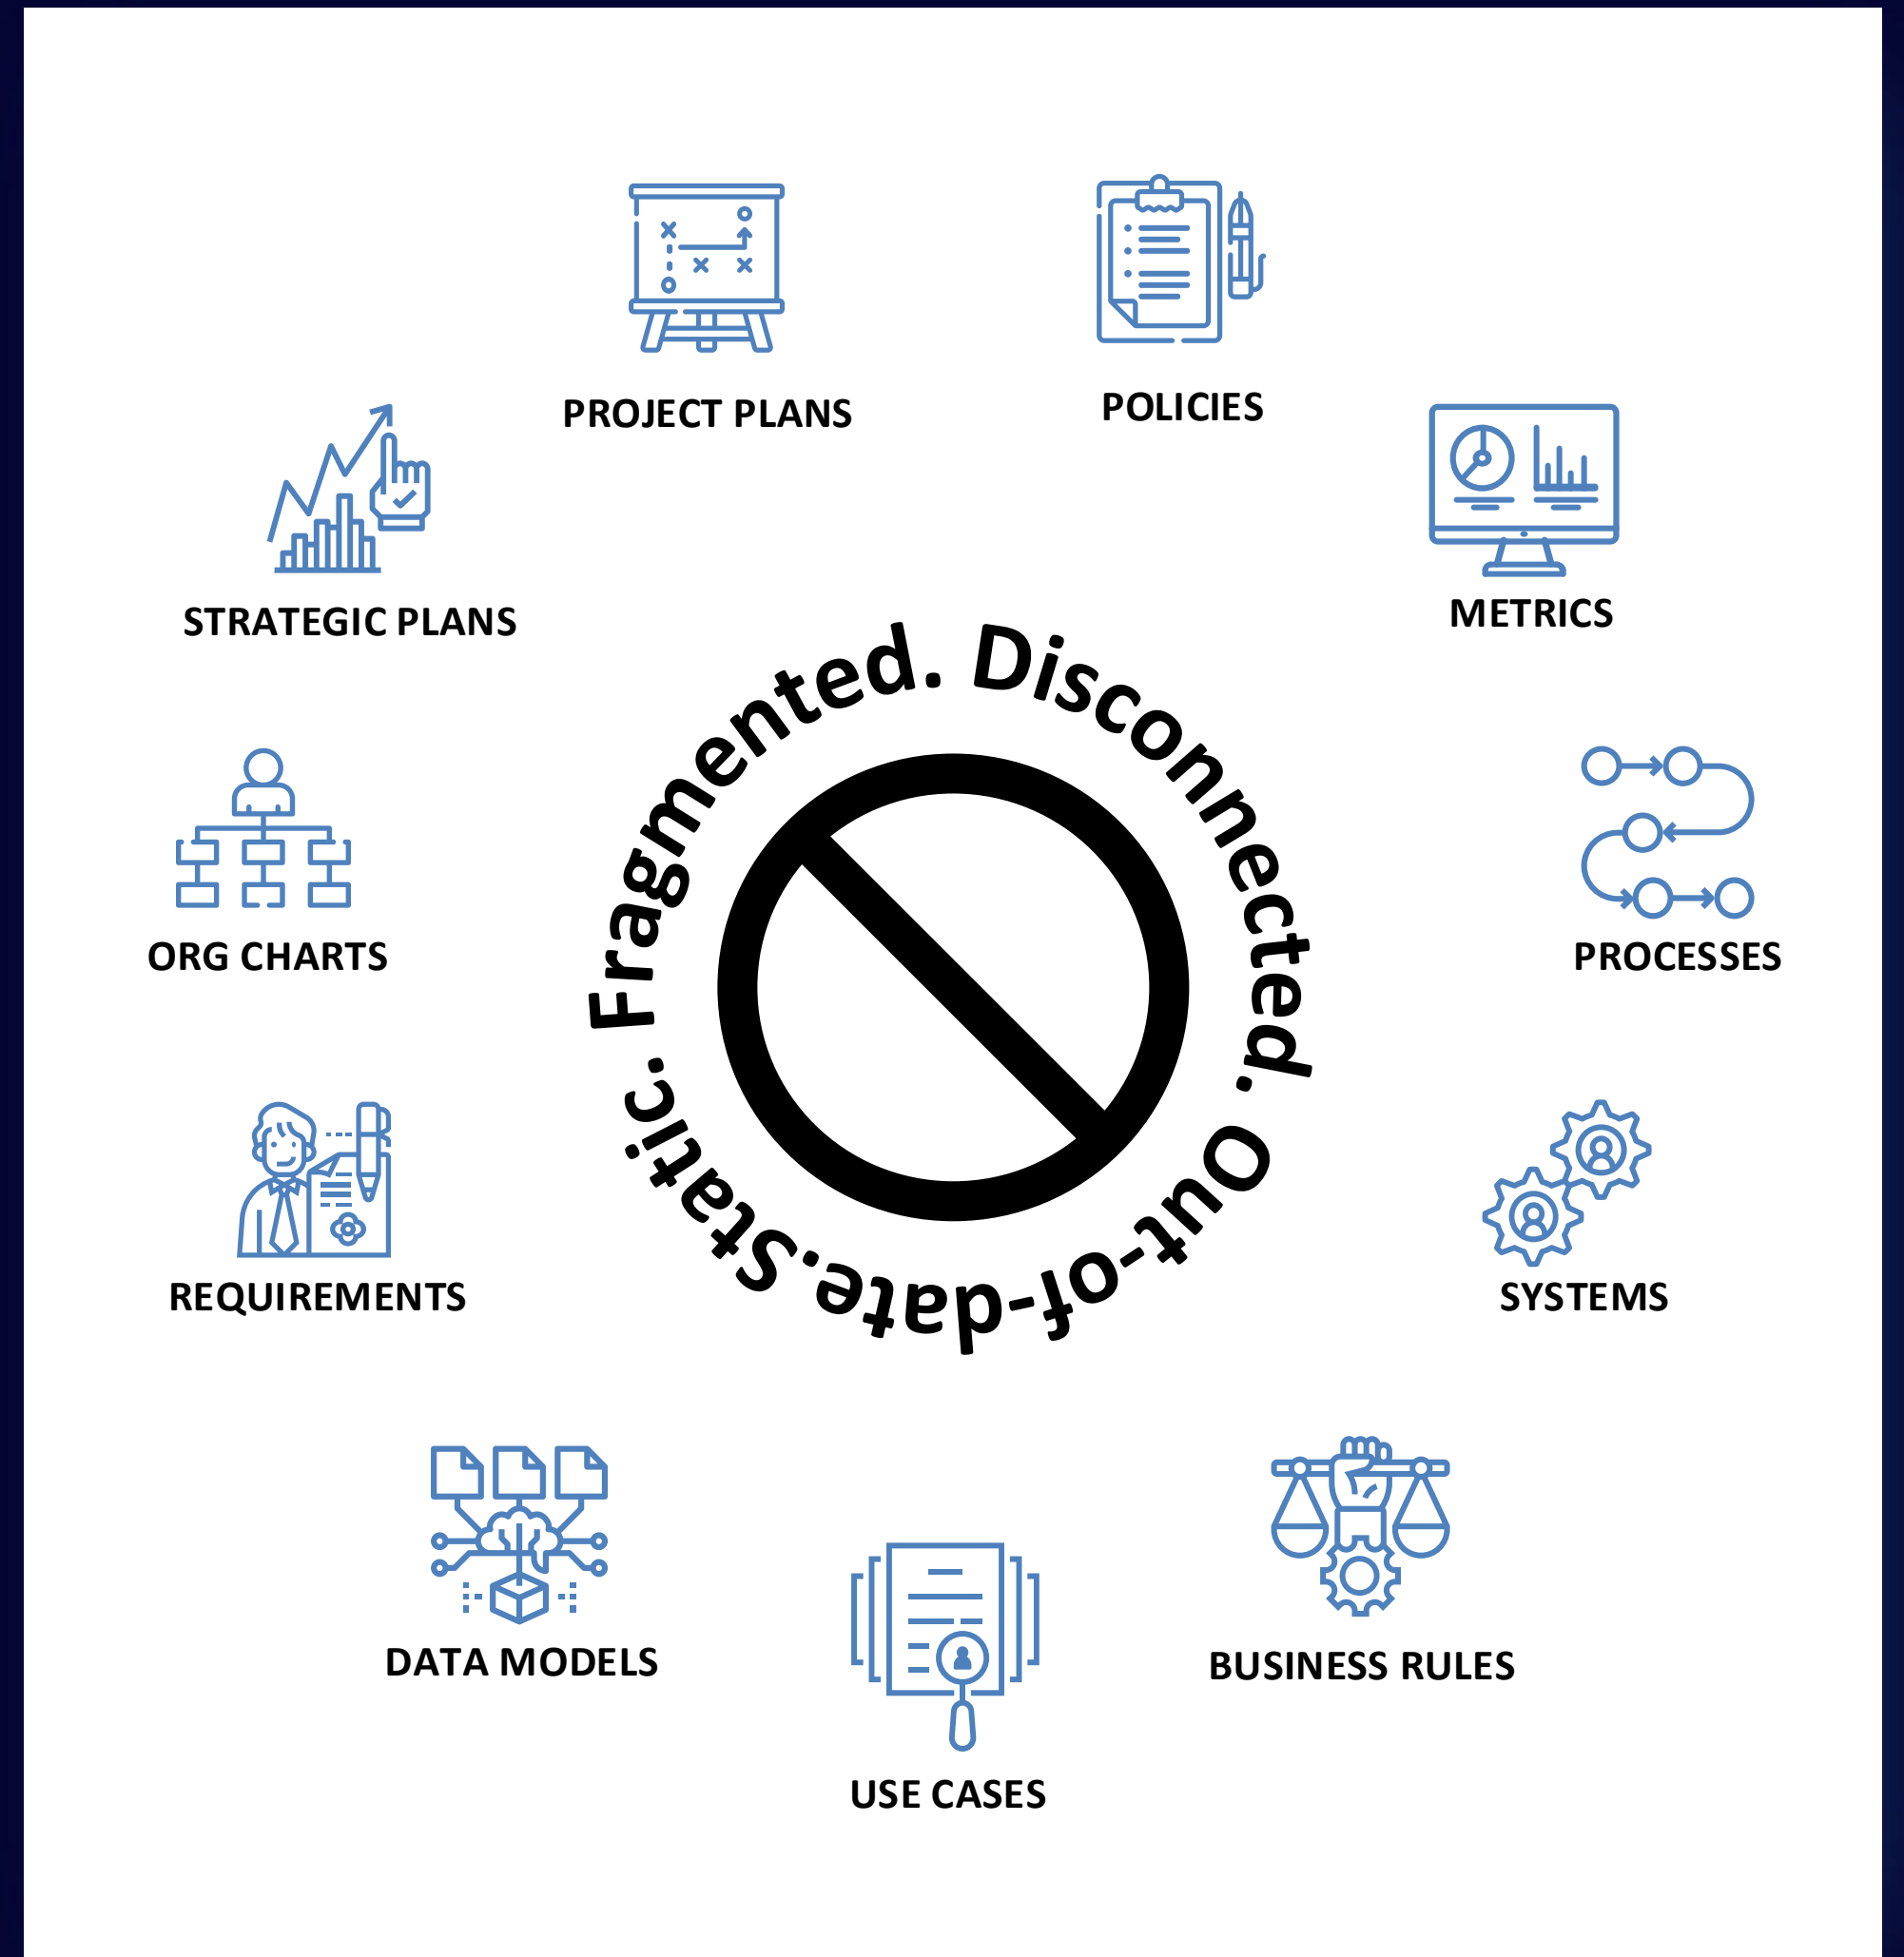 PROJECT PLANS
POLICIES
STRATEGIC PLANS
METRICS
Fragmented. Disconnected. Out-of-date. Static.
ORG CHARTS
PROCESSES
REQUIREMENTS
SYSTEMS
DATA MODELS
BUSINESS RULES
USE CASES